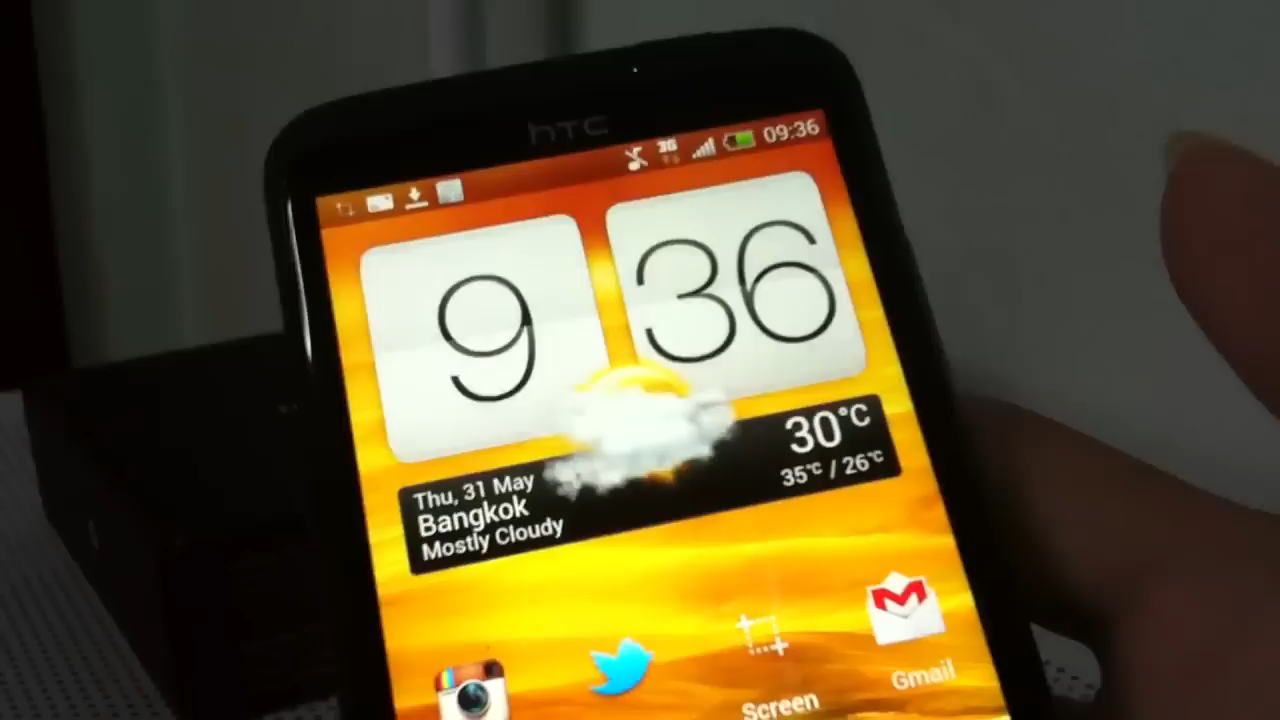 hTC
3G
09:36
9
36
30°C
35°C / 26°C
Thu, 31 May
Bangkok
Mostly Cloudy
Gmail
Screen